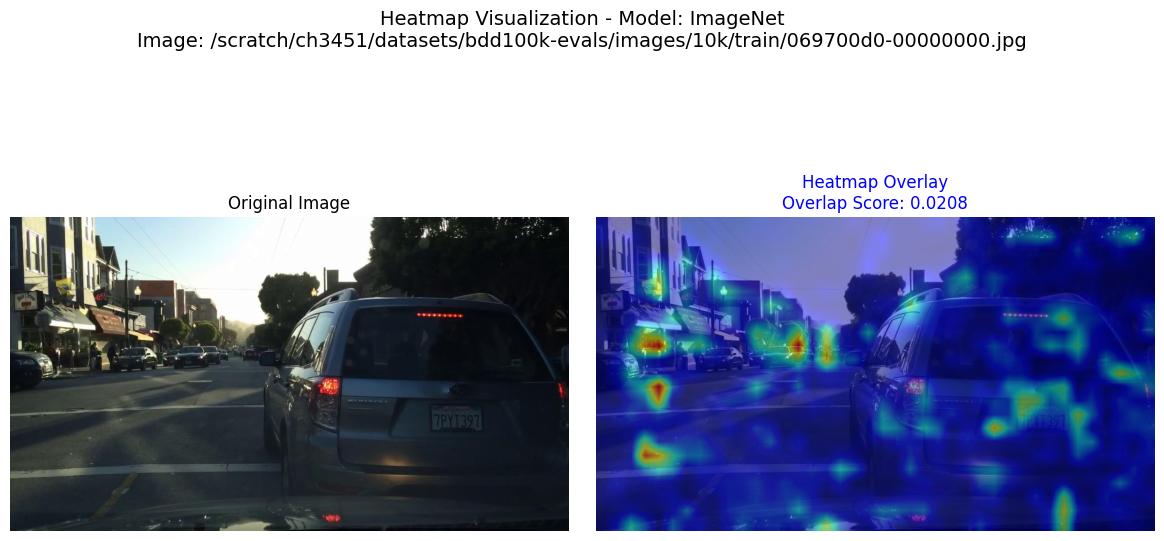 Heatmap Visualization - Model: ImageNet
Image: /scratch/ch3451/datasets/bdd100k-evals/images/10k/train/069700d0-00000000.jpg
Original Image
Heatmap Overlay
Overlap Score: 0.0208
7PYT397